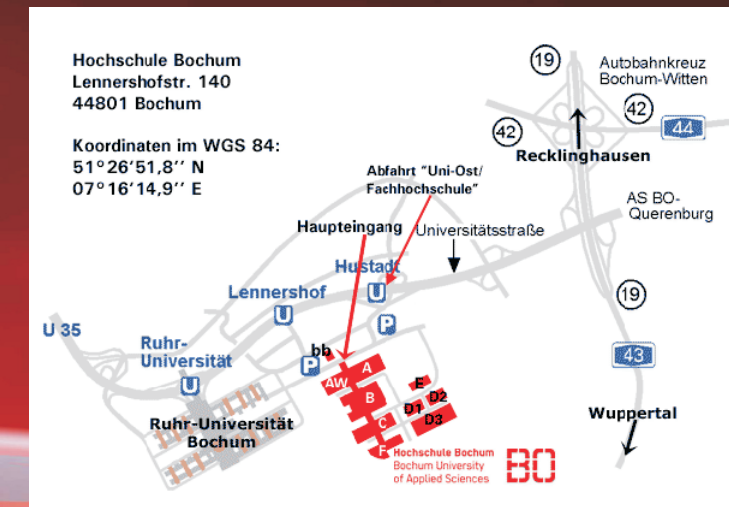 Hochschule Bochum
Lennershofstr. 140
44801 Bochum
Koordinaten im WGS 84:
51°26'51,8'' N
07°16'14,9'' E
19
Autobahnkreuz
Bochum-Witten
42
42
44
Recklinghausen
Abfahrt "Uni-Ost/
Fachhochschule"
AS BO-
Querenburg
Haupteingang
Universitätsstraße
Hustadt
U
Lennershof
U
19
P
U 35
Ruhr-
Universität
U
bb
P
43
A
AW
B
E
D1
D2
D3
C
F
Wuppertal
Ruhr-Universität
Bochum
Hochschule Bochum
Bochum University
of Applied Sciences
BO